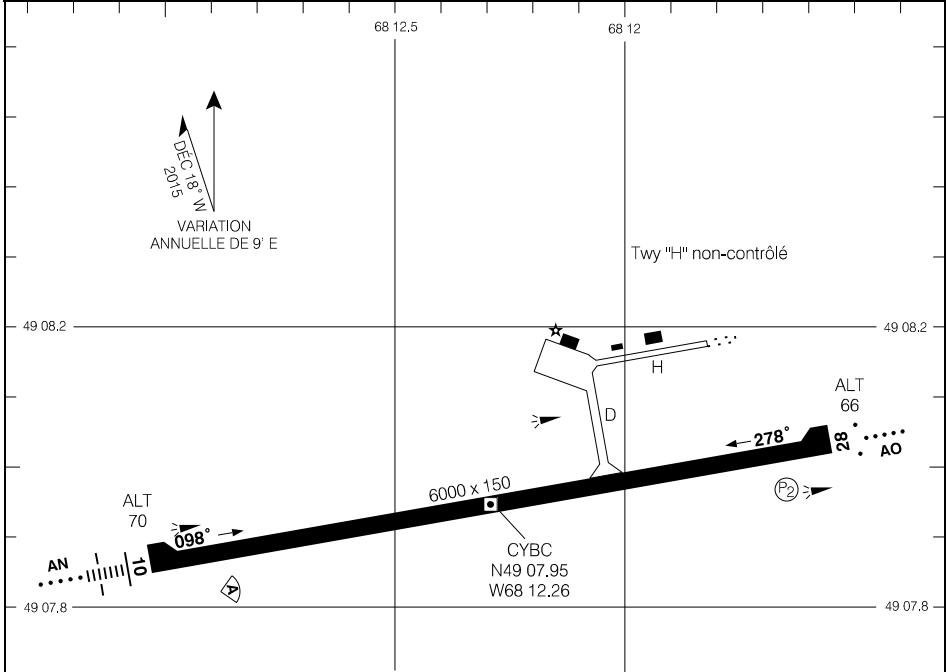 68 12.5
68 12
DÉC 18° W
2015
VARIATION
ANNUELLE DE 9' E
Twy "H" non-contrôlé
49 08.2
49 08.2
H
D
ALT
66
278°
28
AO
6000 x 150
P2
ALT
70
098°
10
AN
A
CYBC
N49 07.95
W68 12.26
49 07.8
49 07.8